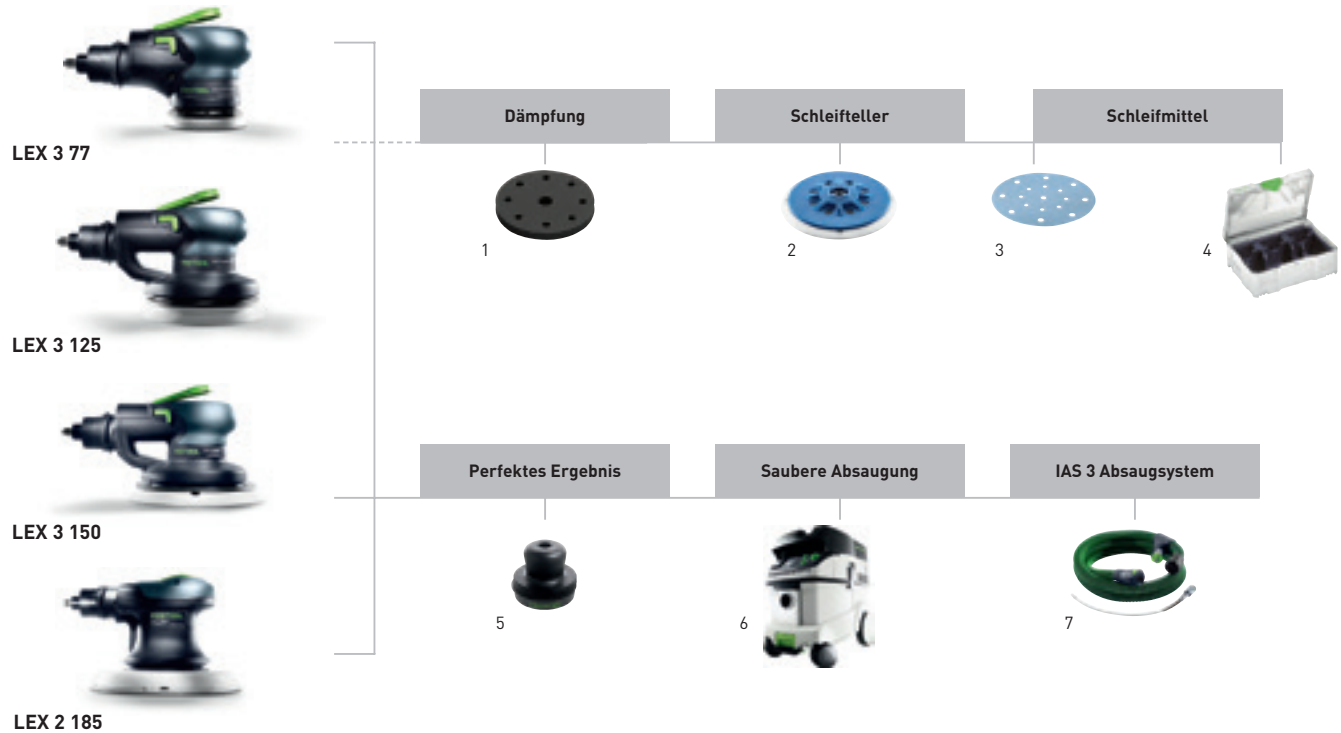 LEX 3 77
LEX 3 125
LEX 3 150
LEX 2 185
Dämpfung
Schleifteller
Schleifmittel
1
2
3
4
Perfektes Ergebnis
Saubere Absaugung
IAS 3 Absaugsystem
5
6
7